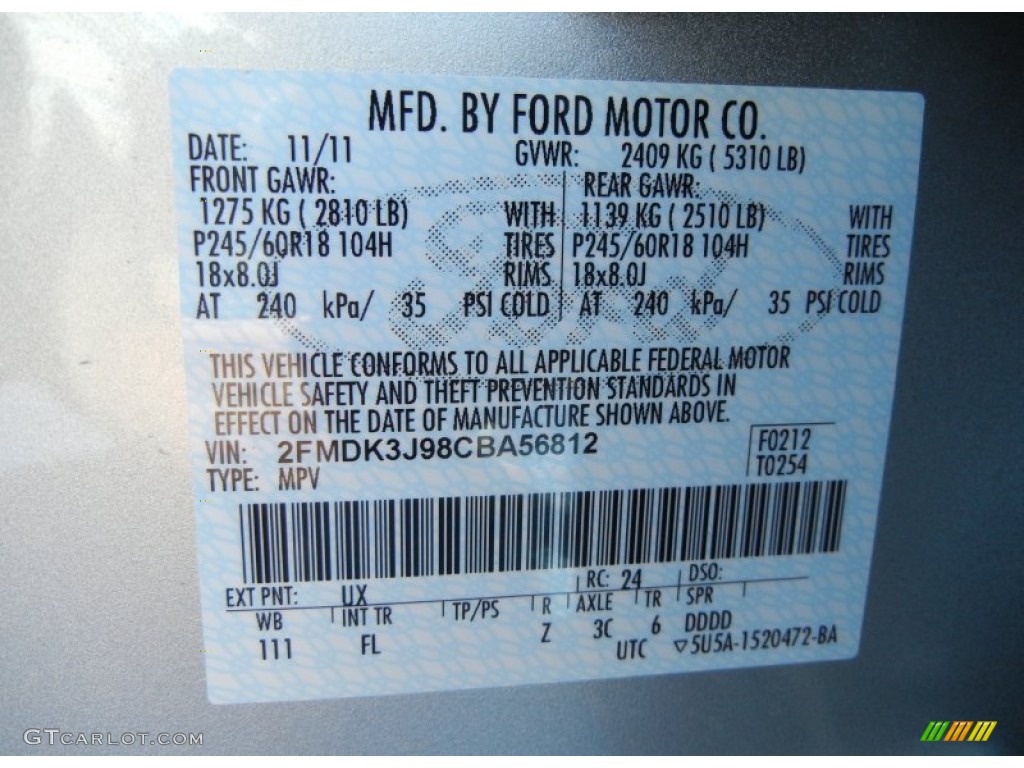 MFD. BY FORD MOTOR CO.
DATE: 11/11 GVWR: 2409 KG ( 5310 LB)
FRONT GAWR: REAR GAWR:
1275 KG ( 2810 LB) WITH 1139 KG ( 2510 LB) WITH
P245/60R18 104H TIRES P245/60R18 104H TIRES
18x8.0J RIMS 18x8.0J RIMS
AT 240 kPa/ 35 PSI COLD AT 240 kPa/ 35 PSI COLD
THIS VEHICLE CONFORMS TO ALL APPLICABLE FEDERAL MOTOR
VEHICLE SAFETY AND THEFT PREVENTION STANDARDS IN
EFFECT ON THE DATE OF MANUFACTURE SHOWN ABOVE.
VIN: 2FMDK3J98CBA56812 F0212
TYPE: MPV T0254
EXT PNT: UX RC: 24 DSO:
WB INT TR TP/PS R AXLE TR SPR
111 FL Z 3C 6 DDDD
UTC ▽5U5A-1520472-BA
GTCARLOT.COM